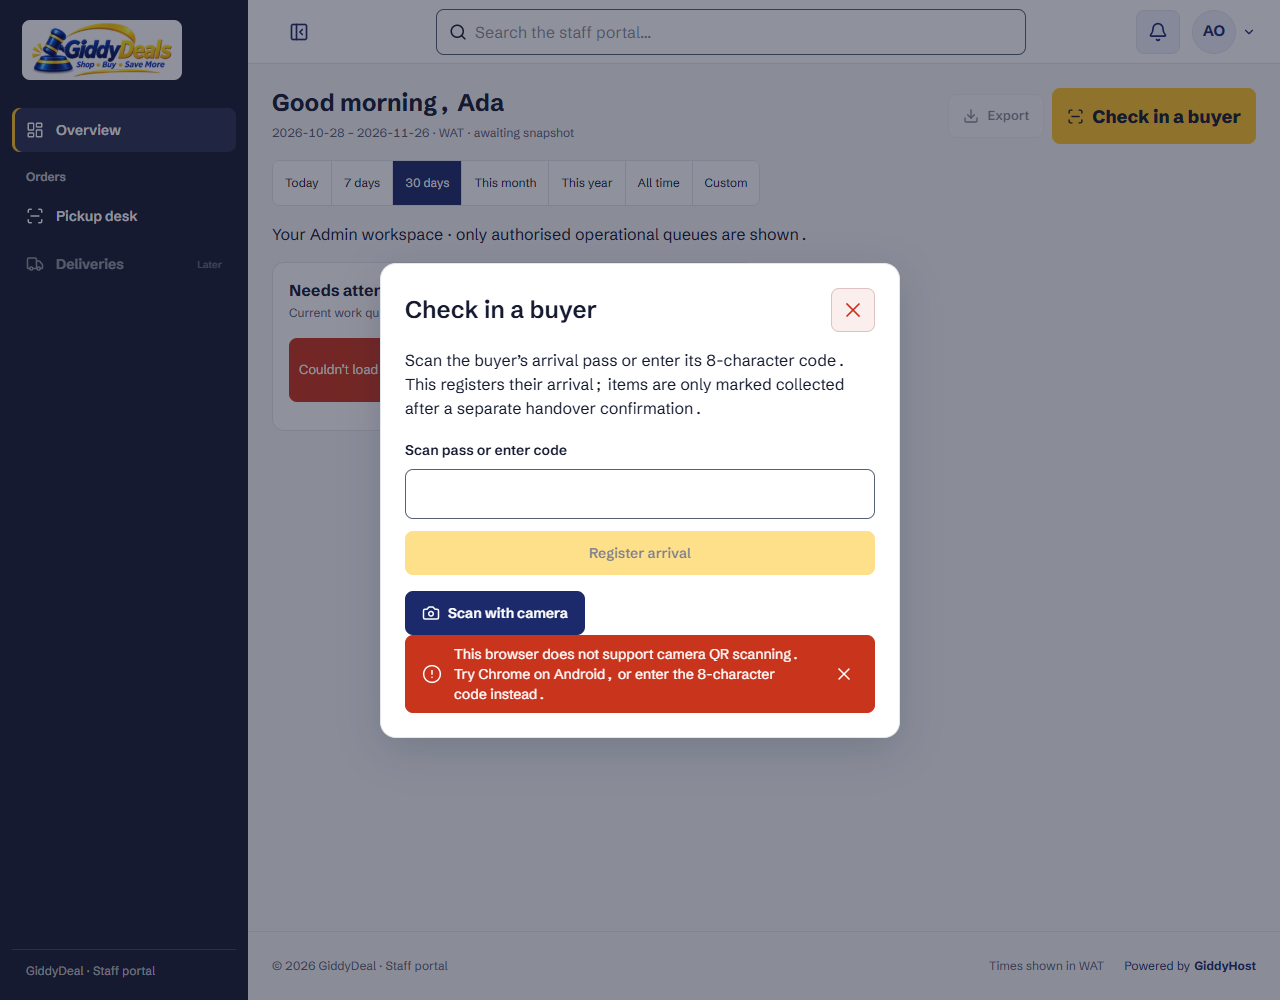 GiddyDeals
Shop • Buy • Save More
Search the staff portal...
AO
Overview
Orders
Pickup desk
Deliveries
Later
Good morning, Ada
2026-10-28 – 2026-11-26 · WAT · awaiting snapshot
Export
Check in a buyer
Today
7 days
30 days
This month
This year
All time
Custom
Your Admin workspace · only authorised operational queues are shown.
Needs atten
Current work qu
Couldn't load
Check in a buyer
Scan the buyer's arrival pass or enter its 8-character code.
This registers their arrival; items are only marked collected
after a separate handover confirmation.
Scan pass or enter code
Register arrival
Scan with camera
This browser does not support camera QR scanning.
Try Chrome on Android, or enter the 8-character
code instead.
GiddyDeal · Staff portal
© 2026 GiddyDeal · Staff portal
Times shown in WAT
Powered by GiddyHost